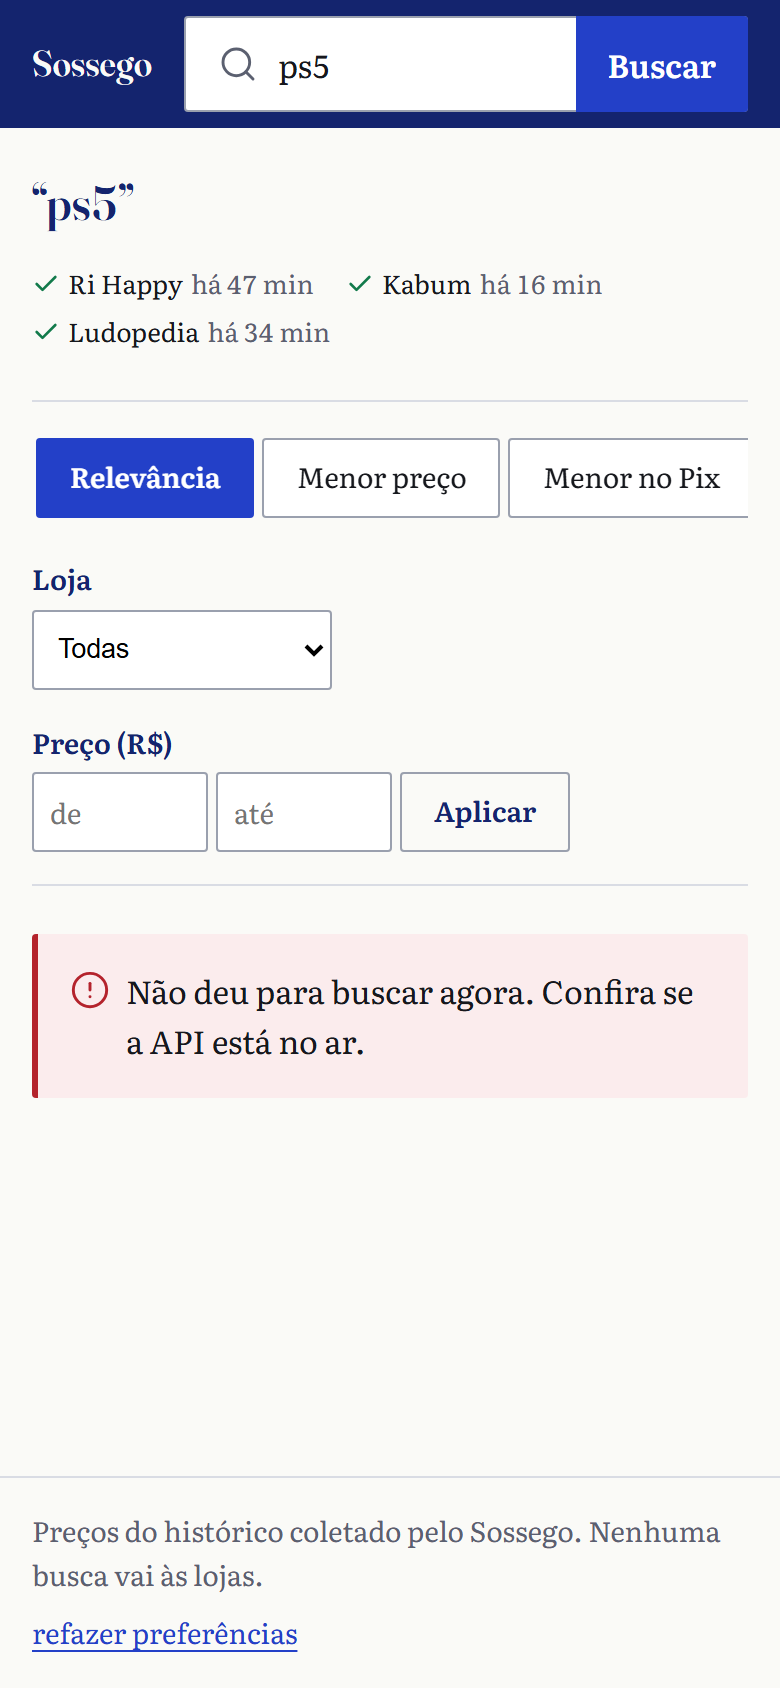 Sossego
ps5
Buscar
“ps5”
Ri Happy há 47 min
Kabum há 16 min
Ludopedia há 34 min
Relevância
Menor preço
Menor no Pix
Loja
Todas
Preço (R$)
de
até
Aplicar
Não deu para buscar agora. Confira se
a API está no ar.
Preços do histórico coletado pelo Sossego. Nenhuma
busca vai às lojas.
refazer preferências